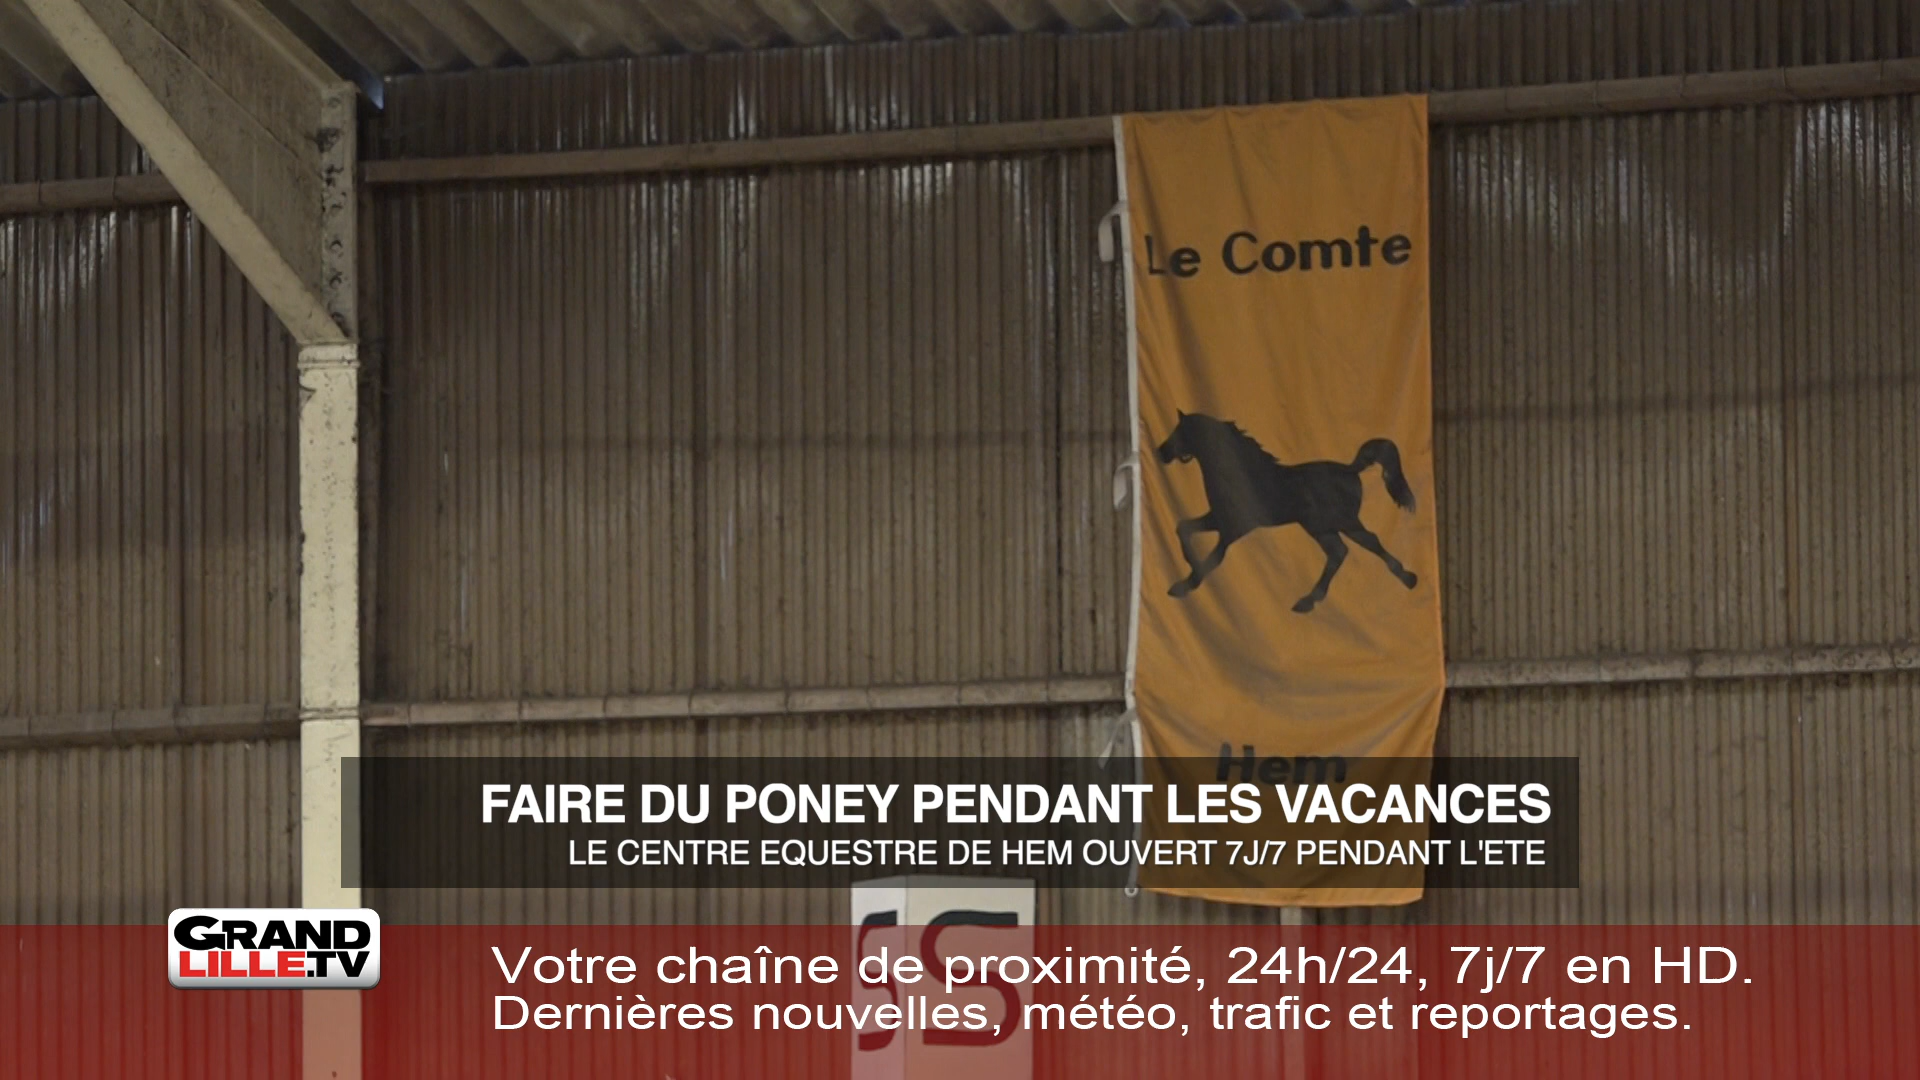 Le Comte
Hem
FAIRE DU PONEY PENDANT LES VACANCES
LE CENTRE EQUESTRE DE HEM OUVERT 7J/7 PENDANT L'ETE
GRAND
LILLE.TV
Votre chaîne de proximité, 24h/24, 7j/7 en HD.
Dernières nouvelles, météo, trafic et reportages.